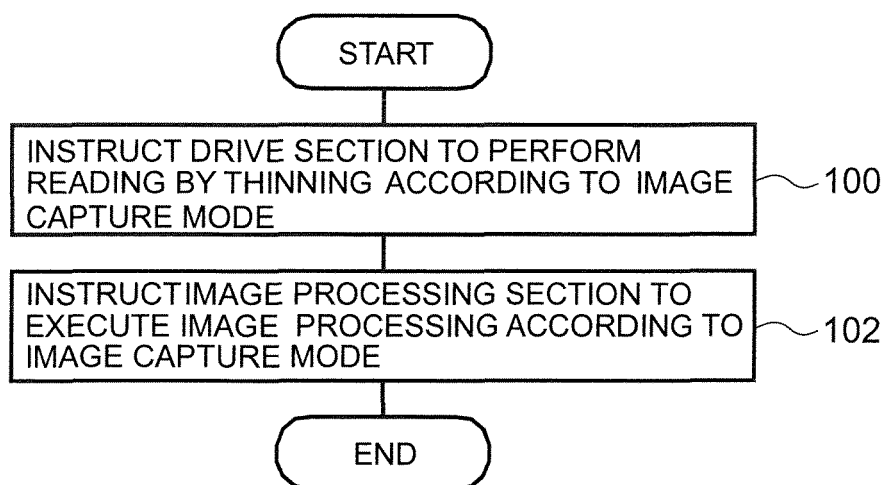 START
INSTRUCT DRIVE SECTION TO PERFORM
READING BY THINNING ACCORDING TO IMAGE
CAPTURE MODE
100
INSTRUCTIMAGE PROCESSING SECTION TO
EXECUTE IMAGE PROCESSING ACCORDING TO
IMAGE CAPTURE MODE
102
END